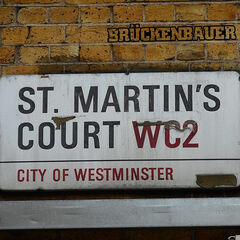 BRÜCKENBAUER
ST. MARTIN'S
COURT WC2
CITY OF WESTMINSTER